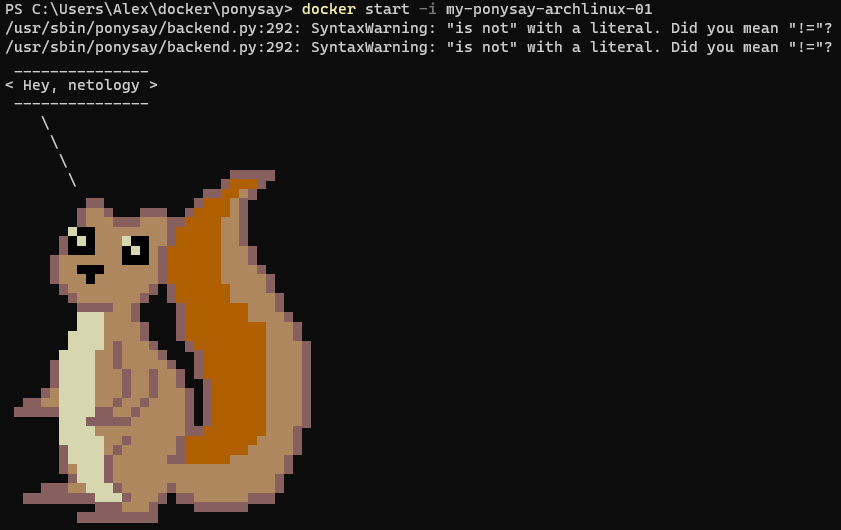 PS C:\Users\Alex\docker\ponysay> docker start -i my-ponysay-archlinux-01
/usr/sbin/ponysay/backend.py:292: SyntaxWarning: "is not" with a literal. Did you mean "!="?
/usr/sbin/ponysay/backend.py:292: SyntaxWarning: "is not" with a literal. Did you mean "!="?
< Hey, netology >